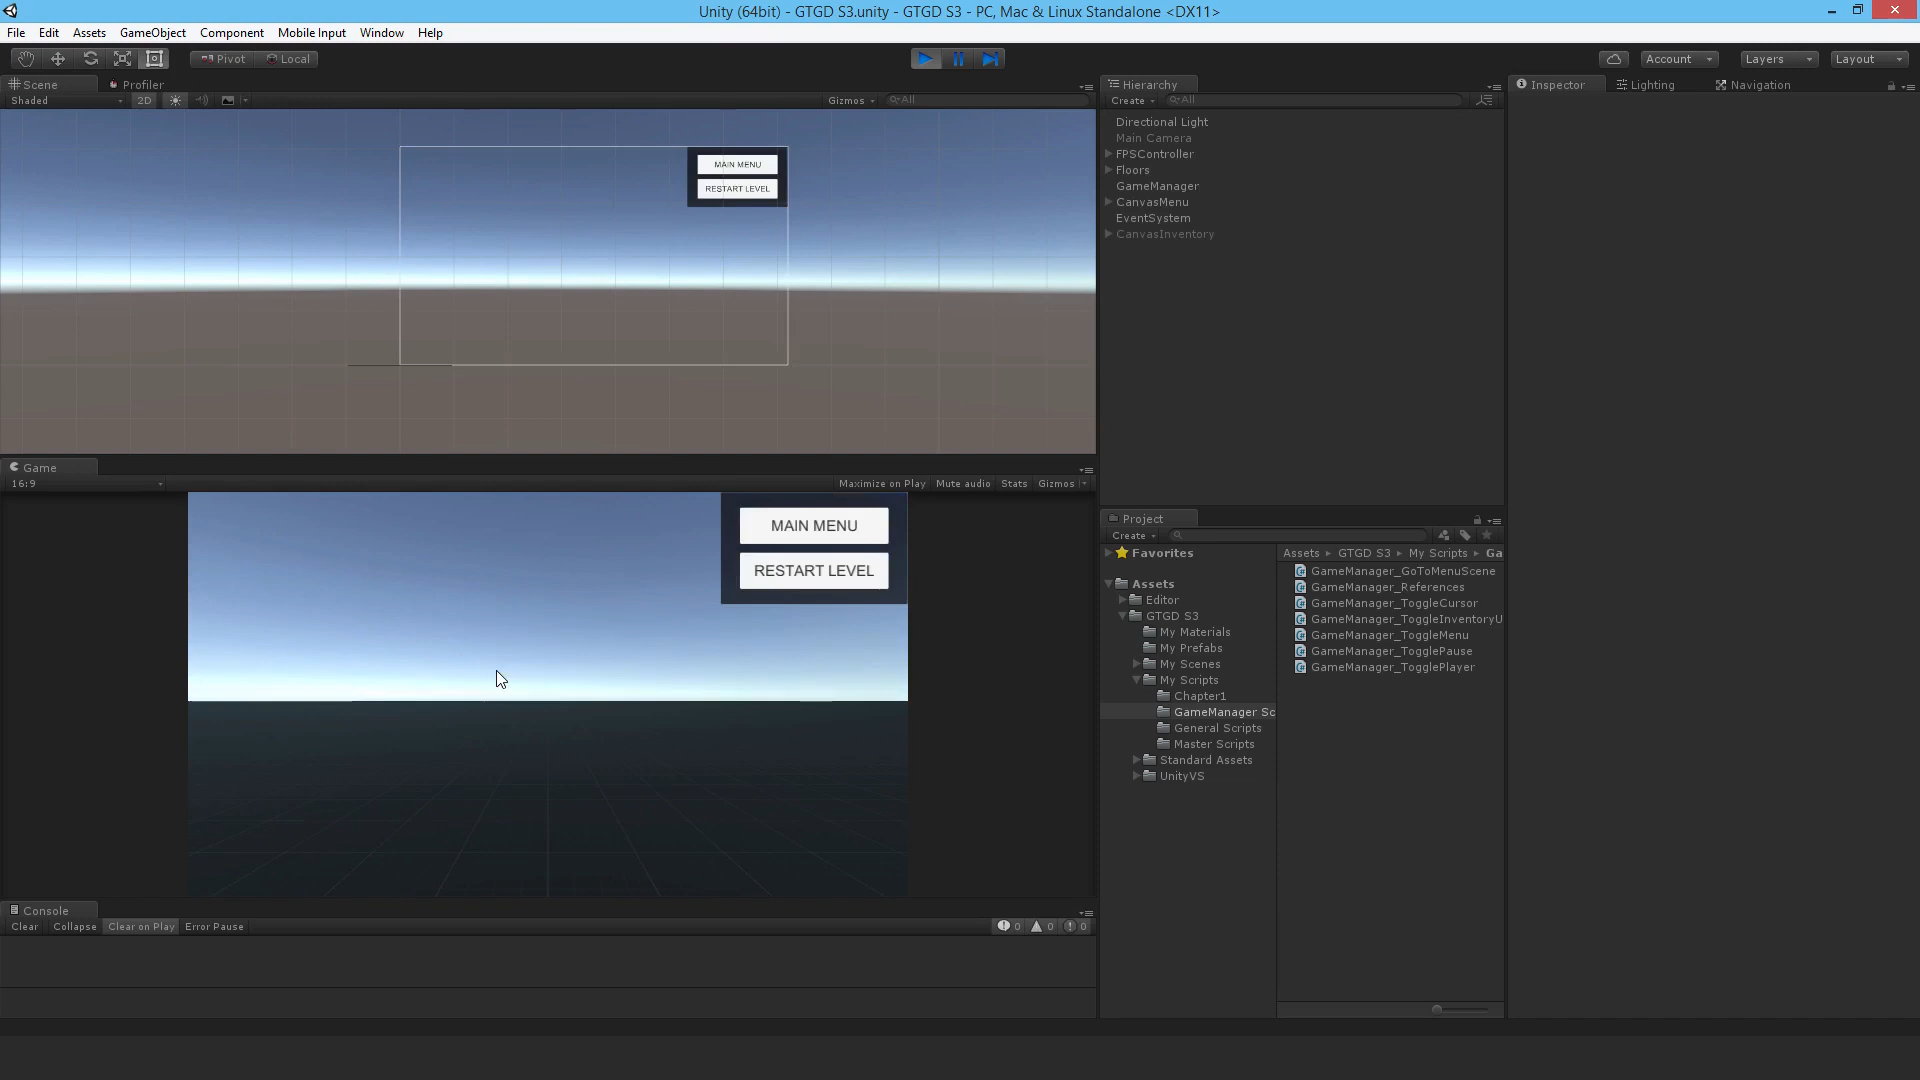 Unity (64bit) - GTGD S3.unity - GTGD S3 - PC, Mac & Linux Standalone <DX11>
File Edit Assets GameObject Component Mobile Input Window Help
Pivot Local Account Layers Layout
Scene Profiler
Shaded 2D Gizmos All
MAIN MENU
RESTART LEVEL
Game
16:9 Maximize on Play Mute audio Stats Gizmos
MAIN MENU
RESTART LEVEL
Console
Clear Collapse Clear on Play Error Pause 0 0 0
Hierarchy
Create All
Directional Light
Main Camera
FPSController
Floors
GameManager
CanvasMenu
EventSystem
CanvasInventory
Project
Create
Favorites
Assets
Editor
GTGD S3
My Materials
My Prefabs
My Scenes
My Scripts
Chapter1
GameManager Sc
General Scripts
Master Scripts
Standard Assets
UnityVS
Assets GTGD S3 My Scripts Ga
GameManager_GoToMenuScene
GameManager_References
GameManager_ToggleCursor
GameManager_ToggleInventoryU
GameManager_ToggleMenu
GameManager_TogglePause
GameManager_TogglePlayer
Inspector Lighting Navigation